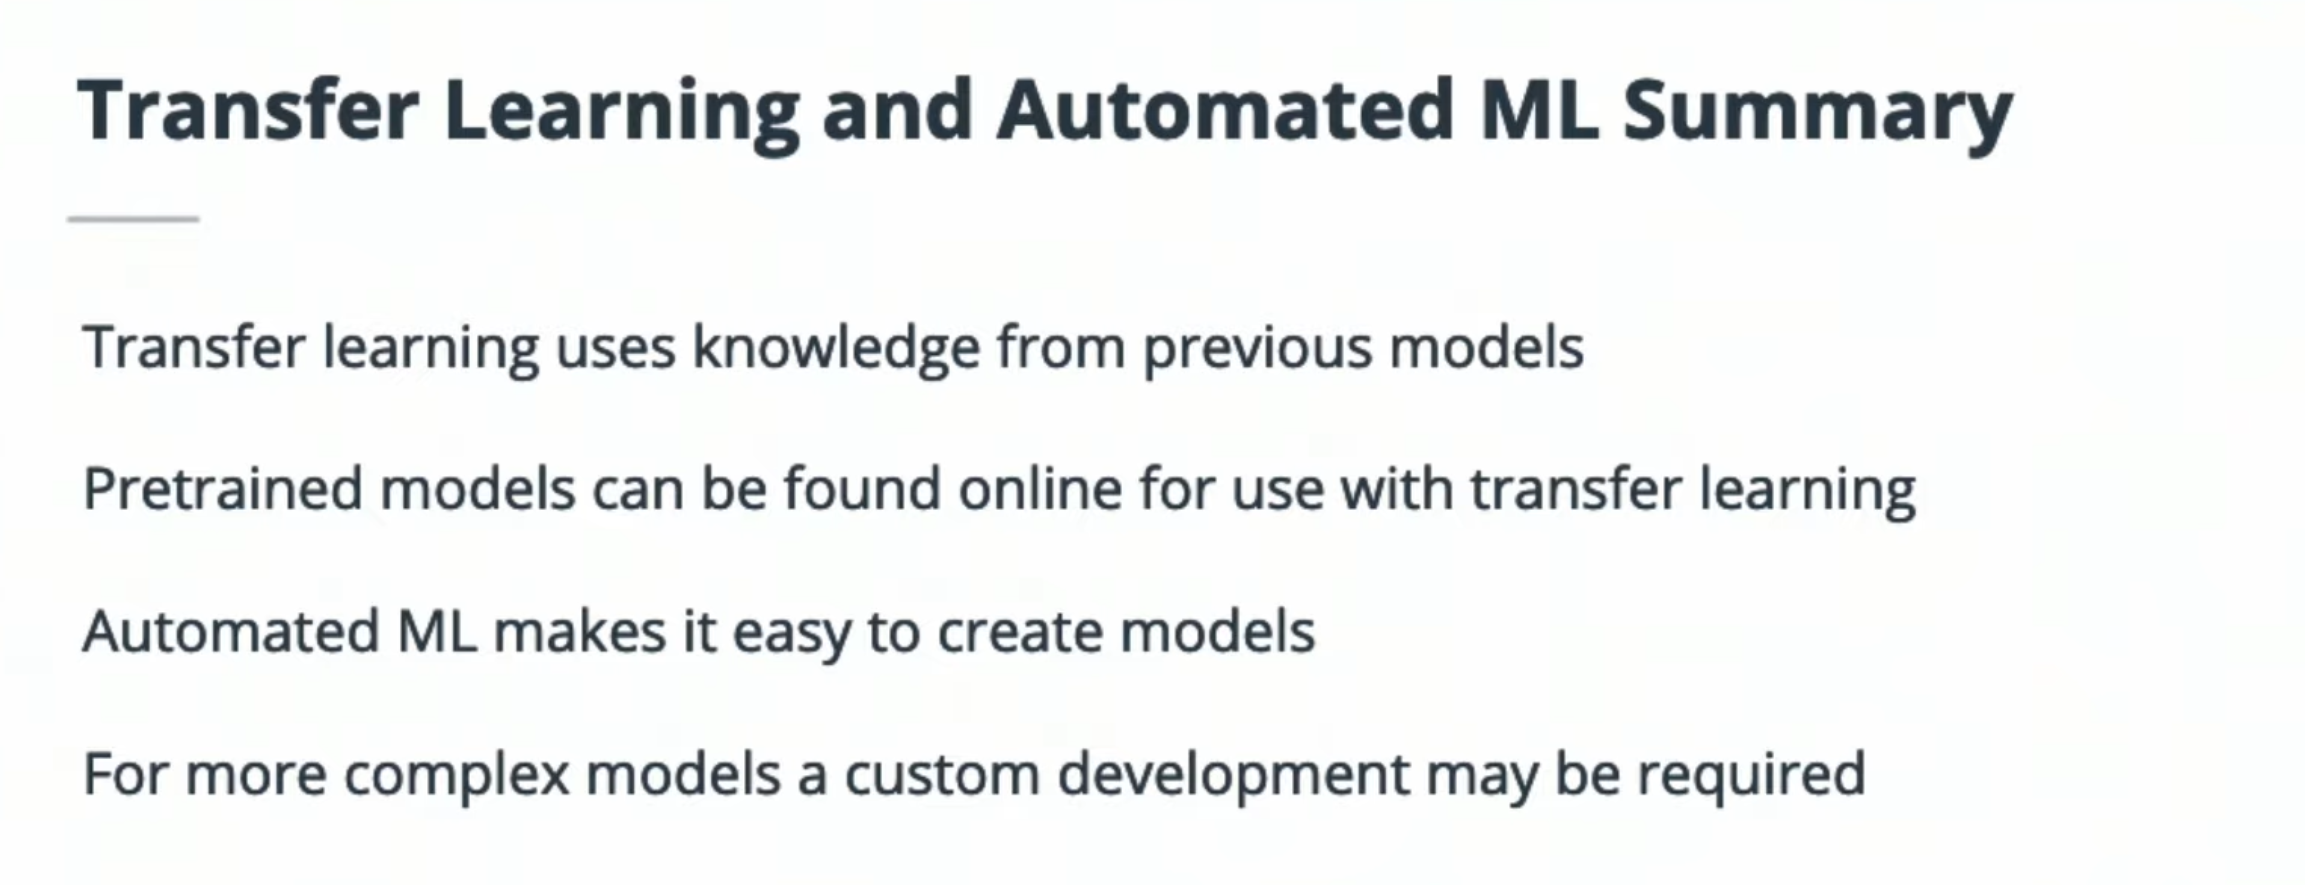 Transfer Learning and Automated ML Summary
Transfer learning uses knowledge from previous models
Pretrained models can be found online for use with transfer learning
Automated ML makes it easy to create models
For more complex models a custom development may be required